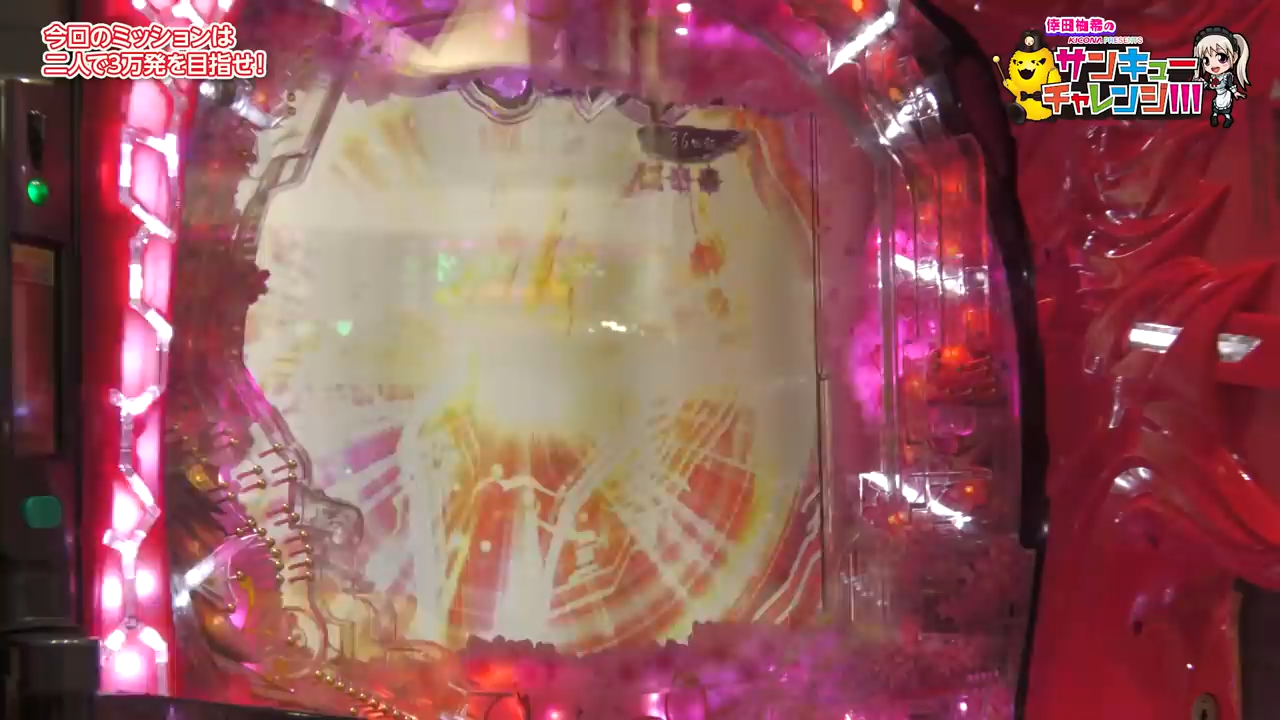 今回のミッションは
二人で3万発を目指せ!
倖田柚希の
KICONA PRESENTS
サンキュー
チャレンジ!!!